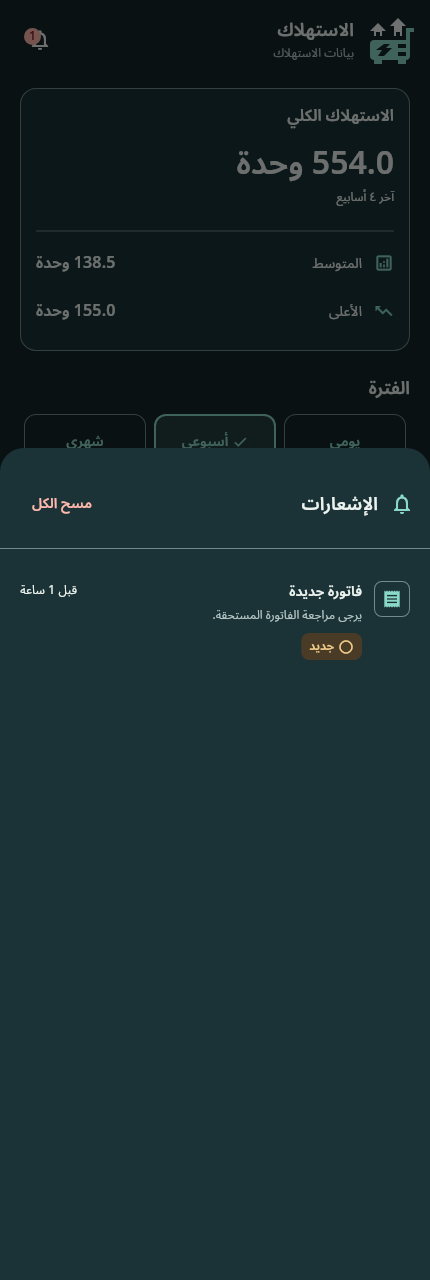 الاستهلاك
بيانات الاستهلاك
1
الاستهلاك الكلي
554.0 وحدة
آخر ٤ أسابيع
المتوسط
138.5 وحدة
الأعلى
155.0 وحدة
الفترة
يومي
أسبوعي
شهري
الإشعارات
مسح الكل
فاتورة جديدة
قبل 1 ساعة
يرجى مراجعة الفاتورة المستحقة.
جديد